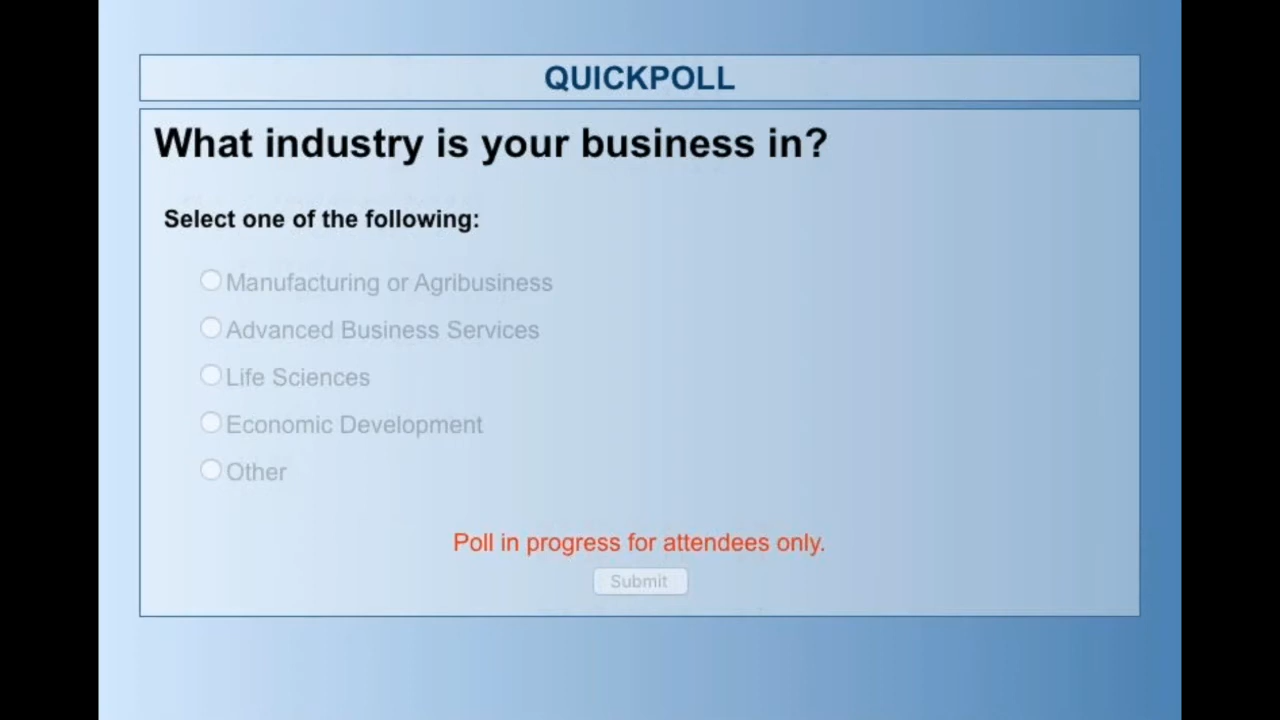 QUICKPOLL
What industry is your business in?
Select one of the following:
Manufacturing or Agribusiness
Advanced Business Services
Life Sciences
Economic Development
Other
Poll in progress for attendees only.
Submit